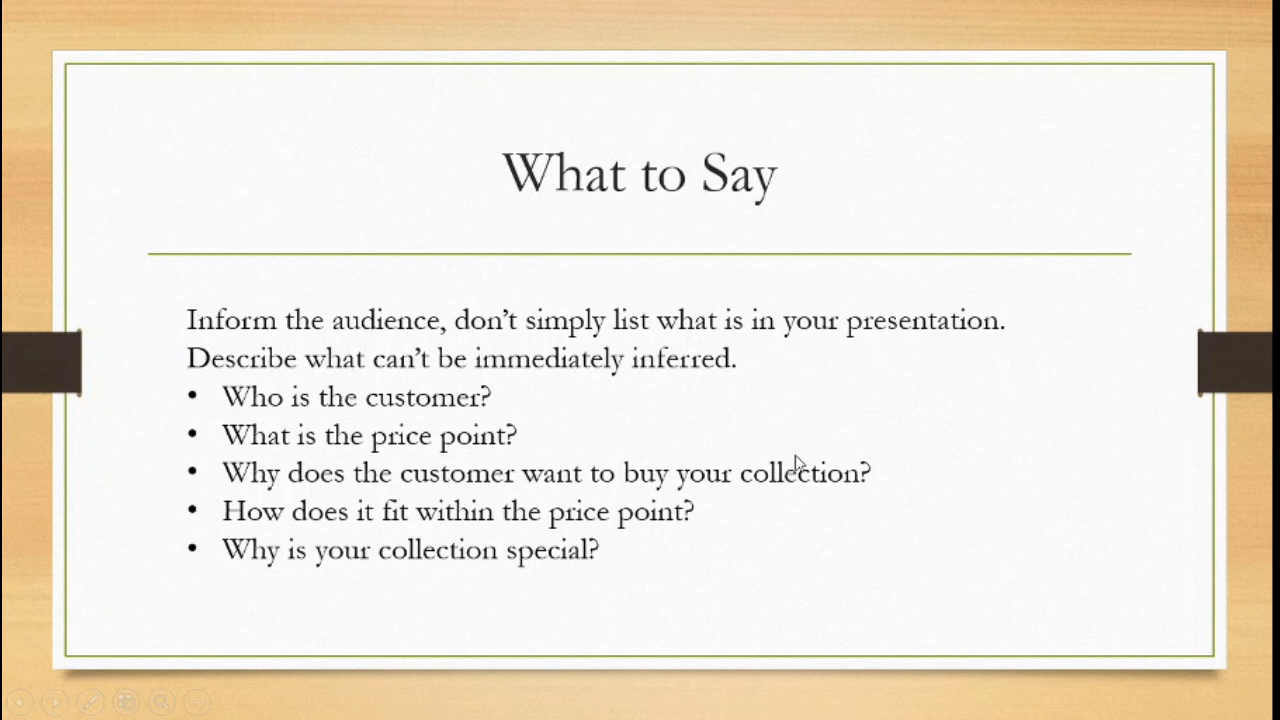 What to Say
Inform the audience, don’t simply list what is in your presentation.
Describe what can’t be immediately inferred.
• Who is the customer?
• What is the price point?
• Why does the customer want to buy your collection?
• How does it fit within the price point?
• Why is your collection special?